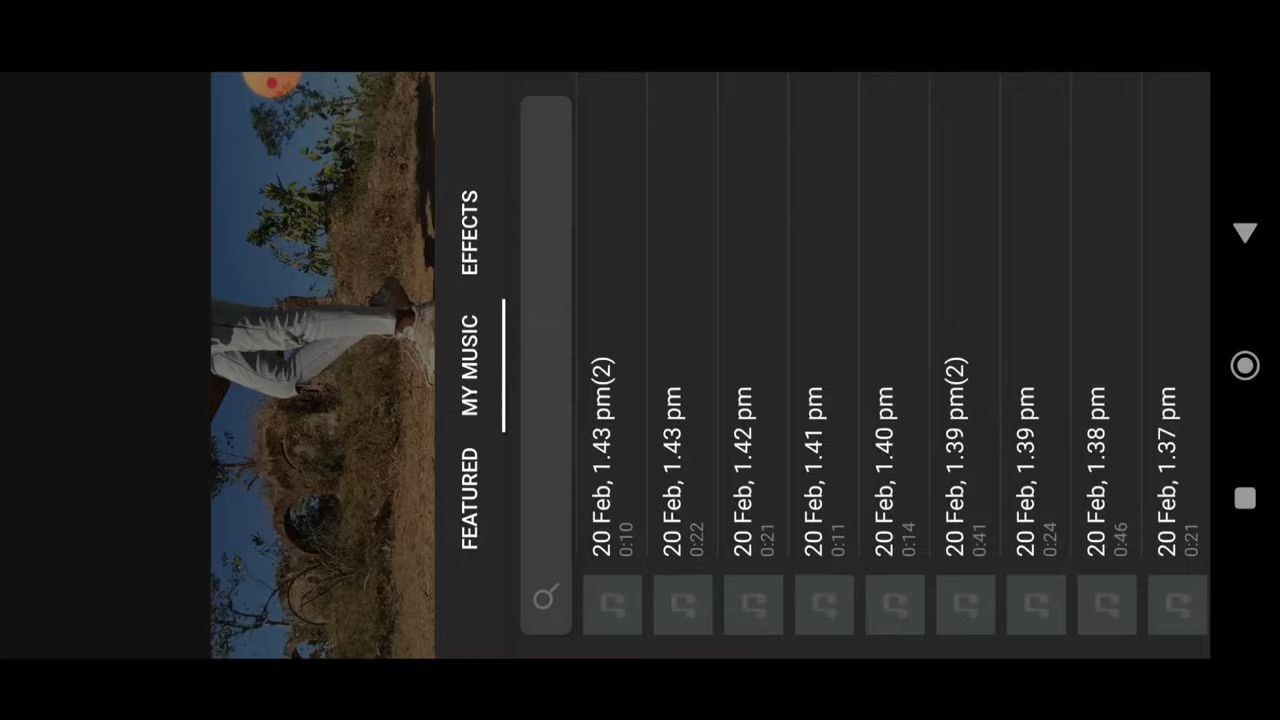 FEATURED MY MUSIC EFFECTS
20 Feb, 1.43 pm(2)
0:10
20 Feb, 1.43 pm
0:22
20 Feb, 1.42 pm
0:21
20 Feb, 1.41 pm
0:11
20 Feb, 1.40 pm
0:14
20 Feb, 1.39 pm(2)
0:41
20 Feb, 1.39 pm
0:24
20 Feb, 1.38 pm
0:46
20 Feb, 1.37 pm
0:21